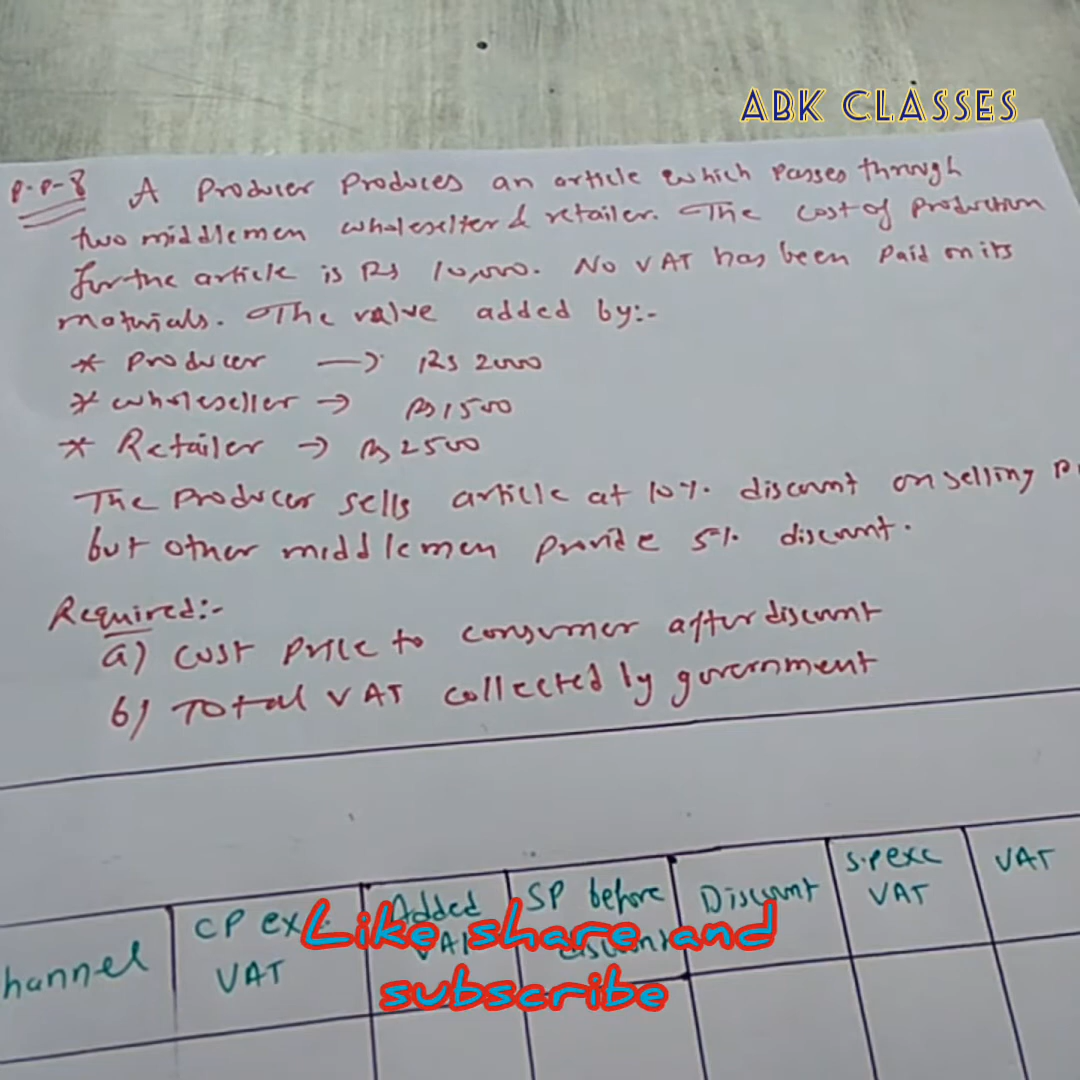 ABK CLASSES
P.P-8 A Producer Produces an article which Passes through
two middlemen wholeseller & retailer. The cost of production
for the article is Rs 10,000. No VAT has been paid on its
materials. The value added by:-
* Producer → Rs 2000
* wholeseller → Rs 1500
* Retailer → Rs 2500
The Producer sells article at 10% discount on selling P
but other middlemen provide 5% discount.
Required:-
a) cost price to consumer after discount
b) Total VAT collected by government
hannel CP exc. VAT Added SP before discount Discount S.P exc VAT VAT
Like share and
subscribe